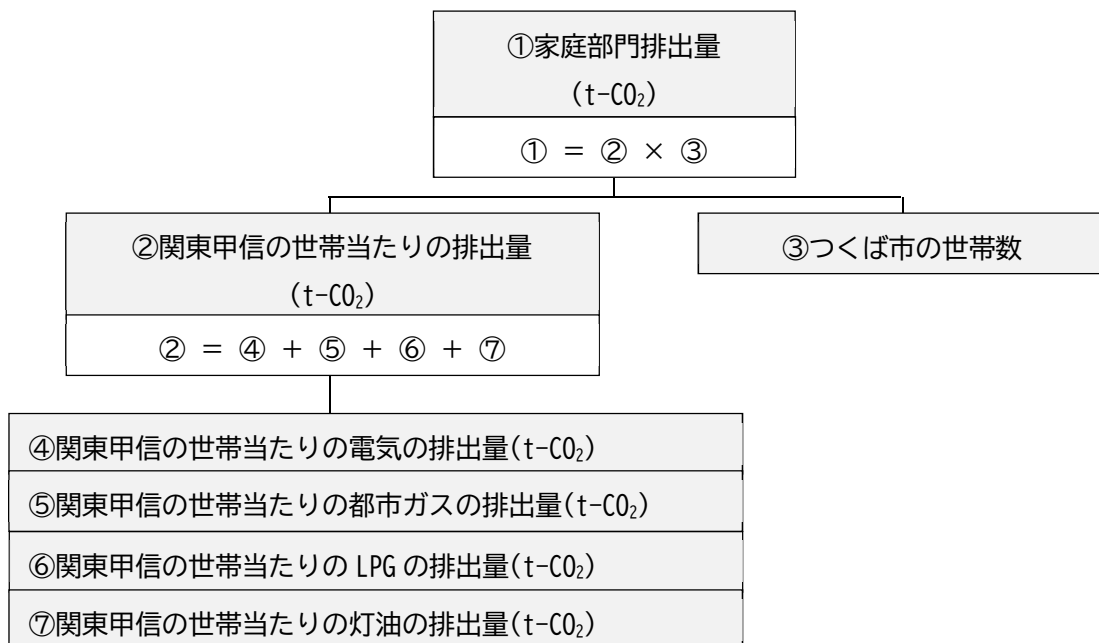 ①家庭部門排出量
(t-CO₂)
① = ② × ③
②関東甲信の世帯当たりの排出量
(t-CO₂)
② = ④ + ⑤ + ⑥ + ⑦
③つくば市の世帯数
④関東甲信の世帯当たりの電気の排出量(t-CO₂)
⑤関東甲信の世帯当たりの都市ガスの排出量(t-CO₂)
⑥関東甲信の世帯当たりの LPG の排出量(t-CO₂)
⑦関東甲信の世帯当たりの灯油の排出量(t-CO₂)